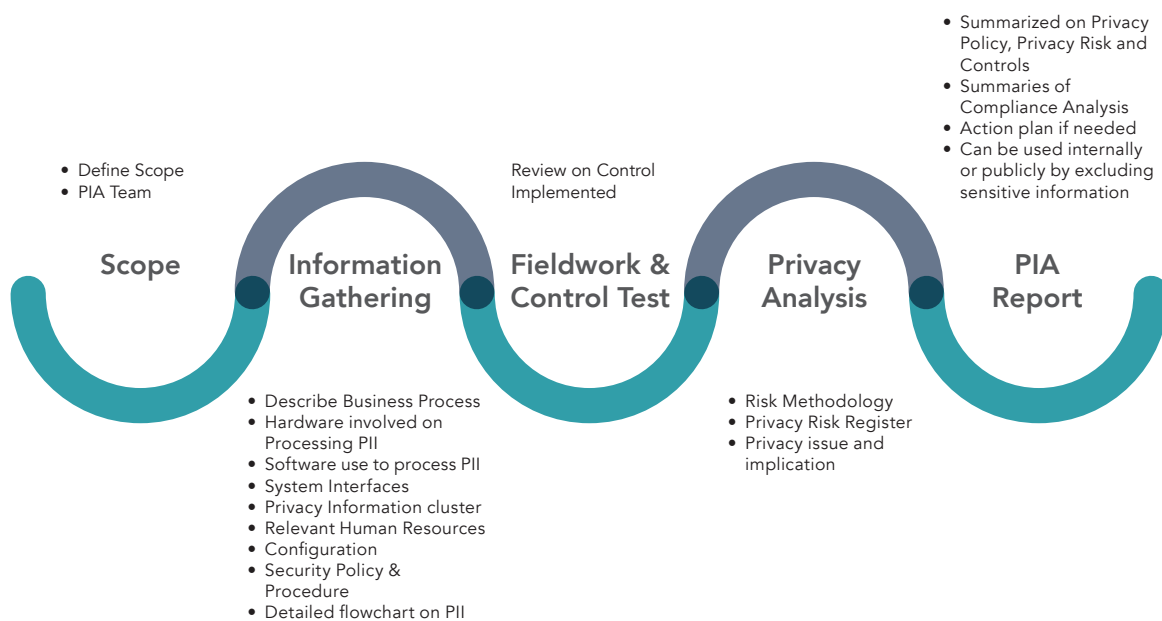 • Define Scope
• PIA Team
Scope
Information
Gathering
• Describe Business Process
• Hardware involved on
Processing PII
• Software use to process PII
• System Interfaces
• Privacy Information cluster
• Relevant Human Resources
• Configuration
• Security Policy &
Procedure
• Detailed flowchart on PII
Review on Control
Implemented
Fieldwork &
Control Test
Privacy
Analysis
• Risk Methodology
• Privacy Risk Register
• Privacy issue and
implication
• Summarized on Privacy
Policy, Privacy Risk and
Controls
• Summaries of
Compliance Analysis
• Action plan if needed
• Can be used internally
or publicly by excluding
sensitive information
PIA
Report